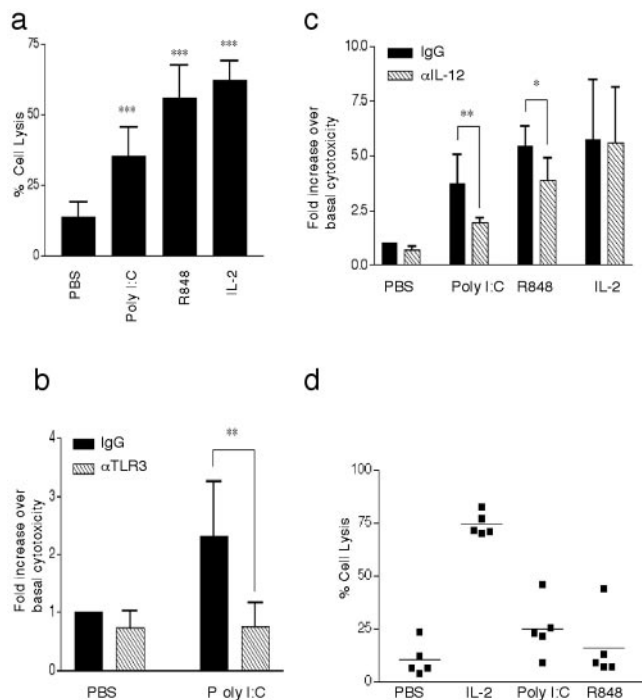 a
% Cell Lysis
75
50
25
0
PBS
Poly I:C
R848
IL-2
***
***
***
c
Fold increase over
basal cytotoxicity
10.0
7.5
5.0
2.5
0.0
IgG
αIL-12
**
*
PBS
Poly I:C
R848
IL-2
b
Fold increase over
basal cytotoxicity
4
3
2
1
0
IgG
αTLR3
**
PBS
P oly I:C
d
% Cell Lysis
100
75
50
25
0
PBS
IL-2
Poly I:C
R848